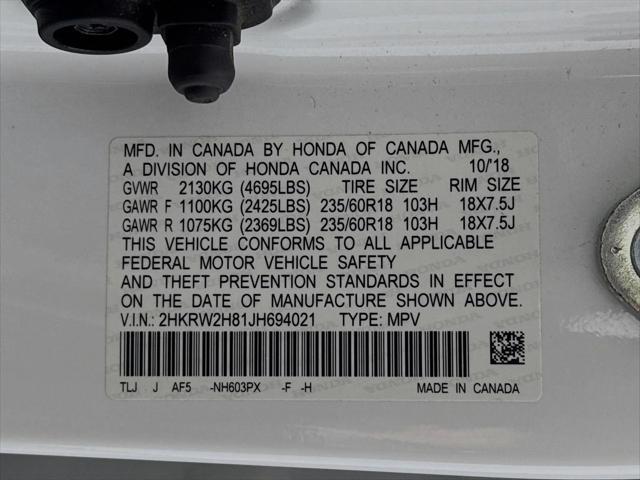 MFD. IN CANADA BY HONDA OF CANADA MFG.,
A DIVISION OF HONDA CANADA INC. 10/'18
GVWR 2130KG (4695LBS) TIRE SIZE RIM SIZE
GAWR F 1100KG (2425LBS) 235/60R18 103H 18X7.5J
GAWR R 1075KG (2369LBS) 235/60R18 103H 18X7.5J
THIS VEHICLE CONFORMS TO ALL APPLICABLE
FEDERAL MOTOR VEHICLE SAFETY
AND THEFT PREVENTION STANDARDS IN EFFECT
ON THE DATE OF MANUFACTURE SHOWN ABOVE.
V.I.N.: 2HKRW2H81JH694021 TYPE: MPV
TLJ J AF5 -NH603PX -F -H MADE IN CANADA